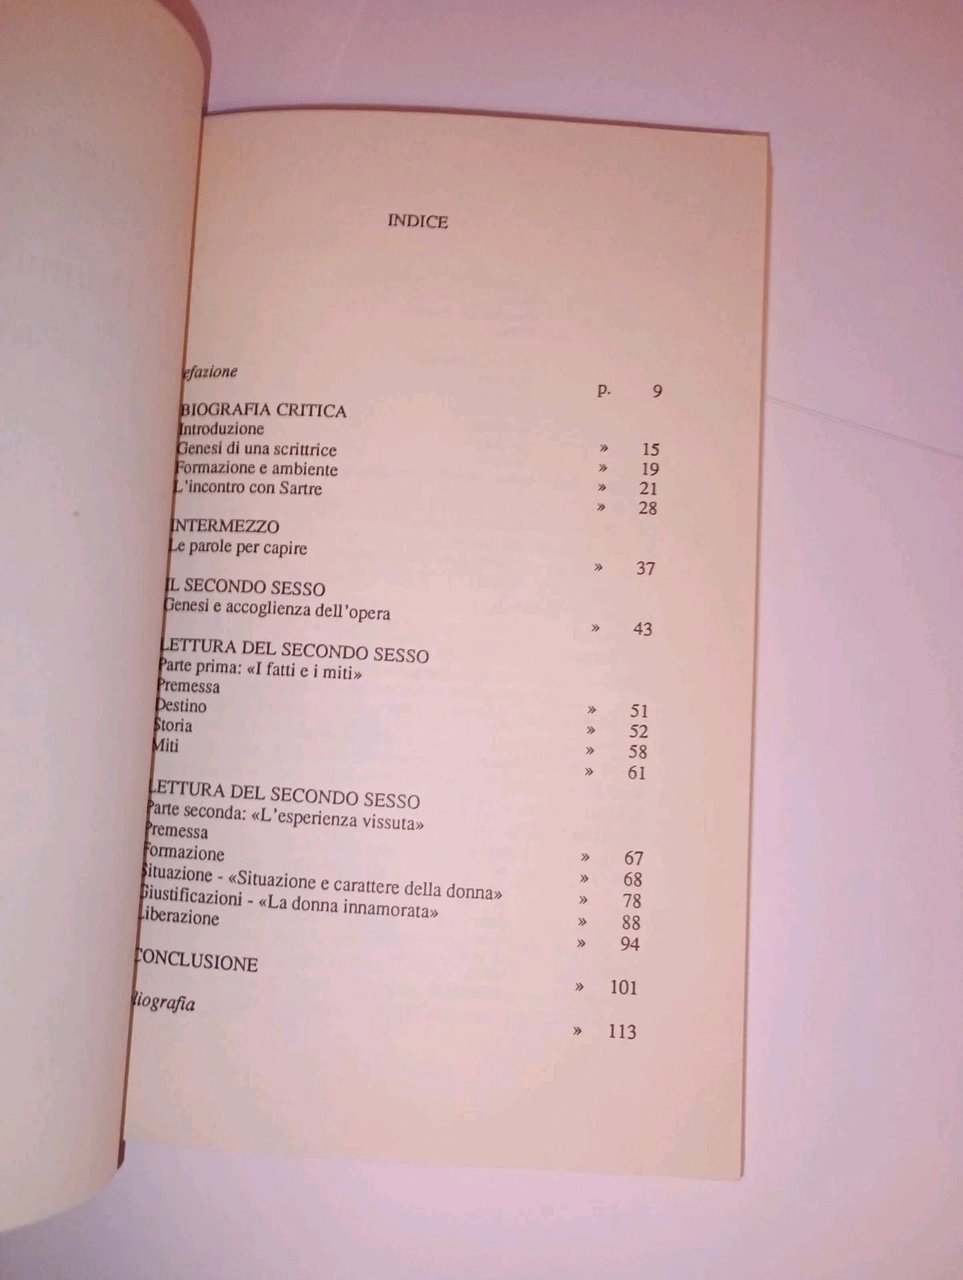 INDICE
efazione p. 9
BIOGRAFIA CRITICA
Introduzione » 15
Genesi di una scrittrice » 19
Formazione e ambiente » 21
L'incontro con Sartre » 28
INTERMEZZO
Le parole per capire » 37
IL SECONDO SESSO
Genesi e accoglienza dell'opera » 43
LETTURA DEL SECONDO SESSO
Parte prima: «I fatti e i miti»
Premessa » 51
Destino » 52
Storia » 58
Miti » 61
LETTURA DEL SECONDO SESSO
Parte seconda: «L'esperienza vissuta»
Premessa » 67
Formazione » 68
Situazione - «Situazione e carattere della donna» » 78
Giustificazioni - «La donna innamorata» » 88
Liberazione » 94
CONCLUSIONE » 101
liografia » 113